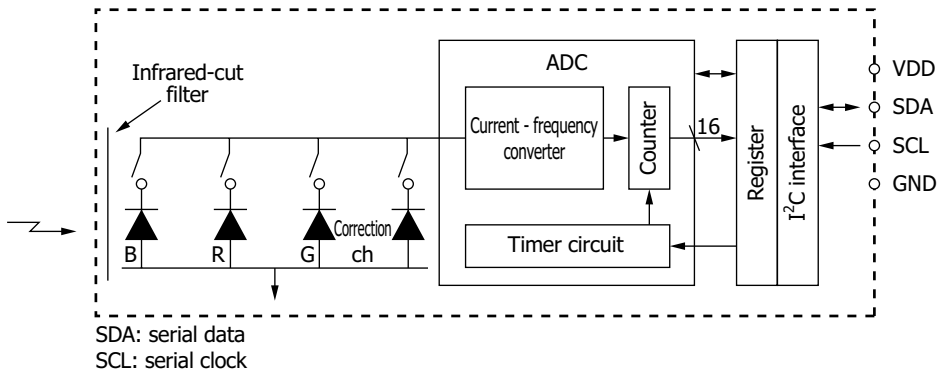 ADC
Infrared-cut
filter
VDD
SDA
SCL
GND
Current - frequency
converter
Counter
16
Register
I²C interface
Correction
B
R
G
ch
Timer circuit
SDA: serial data
SCL: serial clock